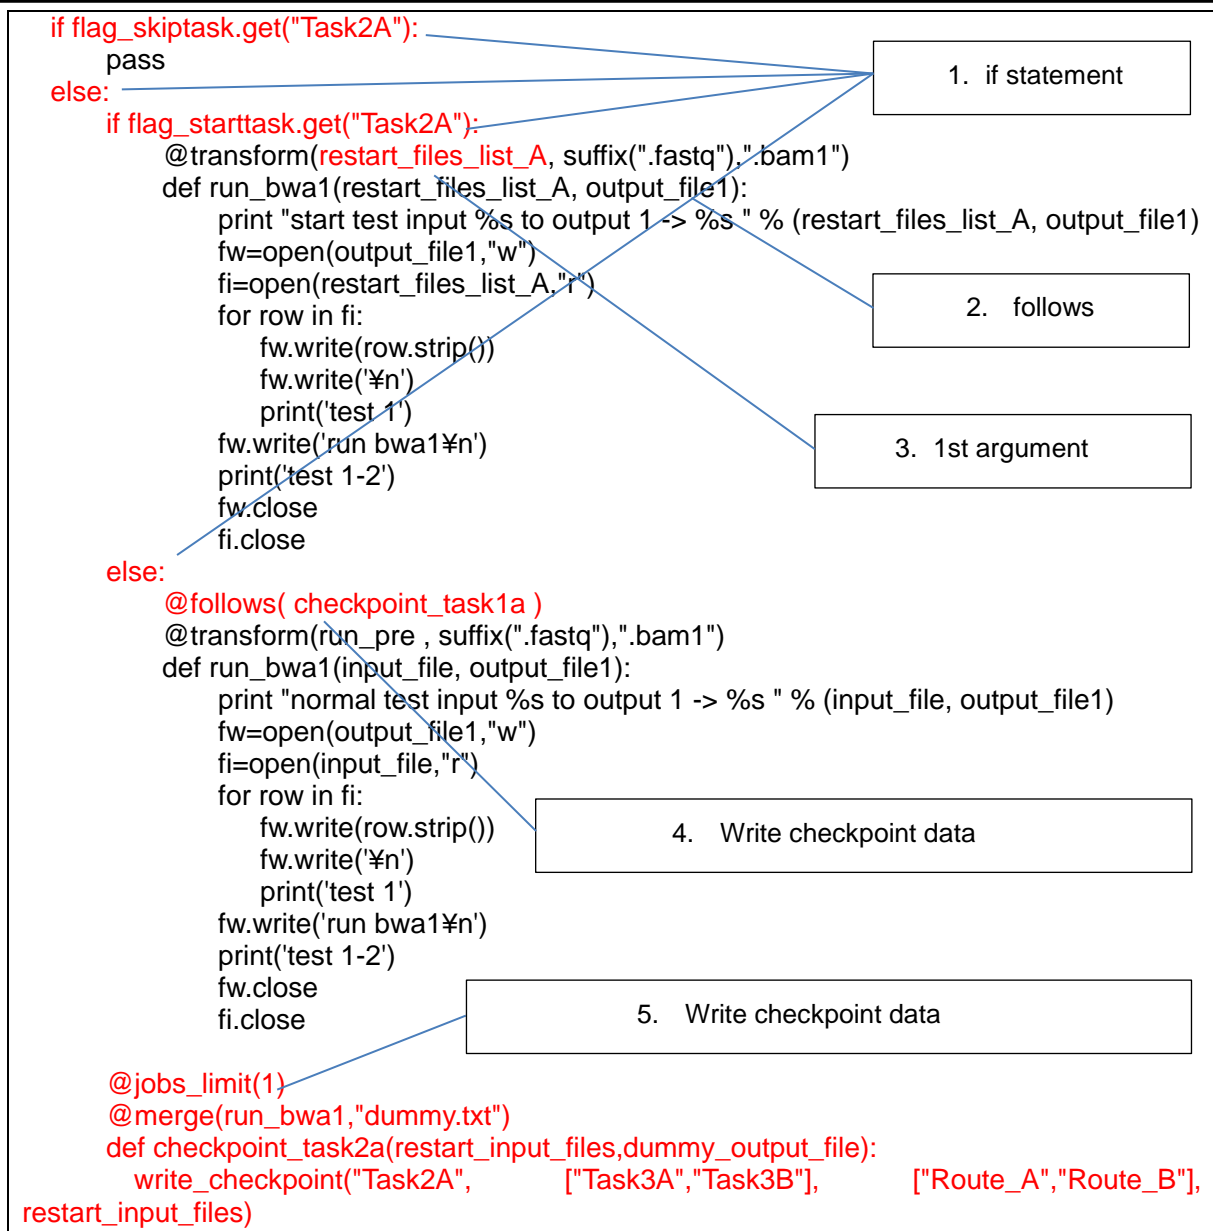 if flag_skiptask.get("Task2A"):
pass
1. if statement
else:
if flag_starttask.get("Task2A"):
@transform(restart_files_list_A, suffix(".fastq"),".bam1")
def run_bwa1(restart_files_list_A, output_file1):
print "start test input %s to output 1 -> %s " % (restart_files_list_A, output_file1)
fw=open(output_file1,"w")
fi=open(restart_files_list_A,"r")
2. follows
for row in fi:
fw.write(row.strip())
fw.write('¥n')
print('test 1')
fw.write('run bwa1¥n')
3. 1st argument
print('test 1-2')
fw.close
fi.close
else:
@follows( checkpoint_task1a )
@transform(run_pre , suffix(".fastq"),".bam1")
def run_bwa1(input_file, output_file1):
print "normal test input %s to output 1 -> %s " % (input_file, output_file1)
fw=open(output_file1,"w")
fi=open(input_file,"r")
for row in fi:
fw.write(row.strip())
4. Write checkpoint data
fw.write('¥n')
print('test 1')
fw.write('run bwa1¥n')
print('test 1-2')
fw.close
fi.close
5. Write checkpoint data
@jobs_limit(1)
@merge(run_bwa1,"dummy.txt")
def checkpoint_task2a(restart_input_files,dummy_output_file):
write_checkpoint("Task2A", ["Task3A","Task3B"], ["Route_A","Route_B"],
restart_input_files)